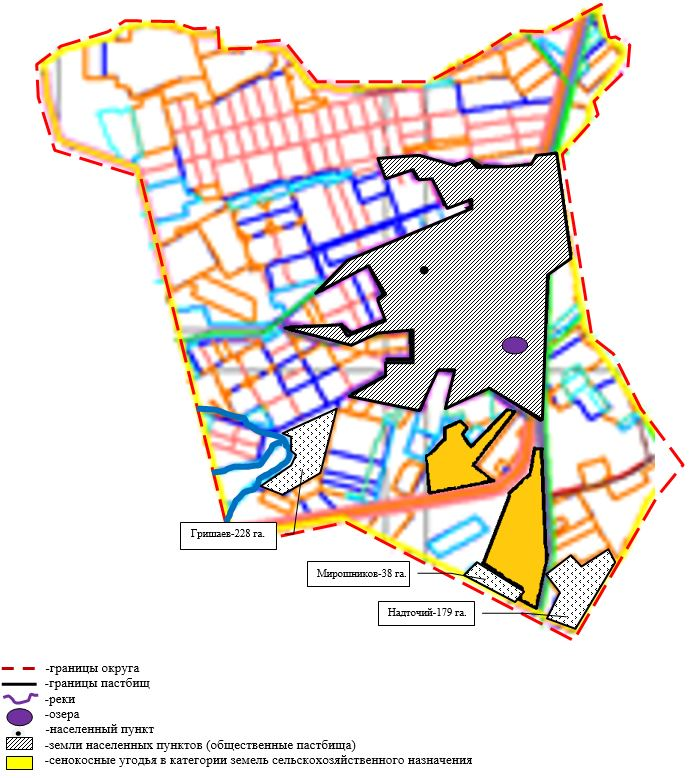 Гришаев-228 га.
Мирошников-38 га.
Надточий-179 га.
-границы округа
-границы пастбищ
-реки
-озера
-населенный пункт
-земли населенных пунктов (общественные пастбища)
-сенокосные угодья в категории земель сельскохозяйственного назначения